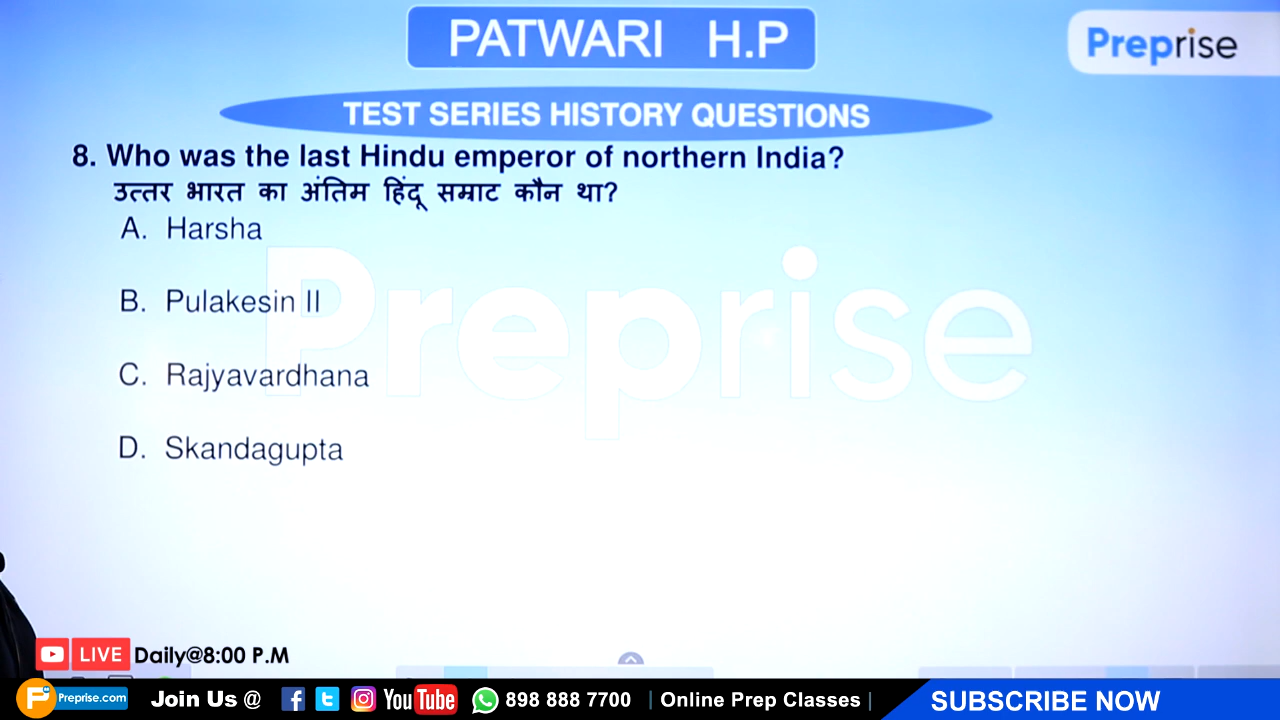 PATWARI H.P
Preprise
TEST SERIES HISTORY QUESTIONS
8. Who was the last Hindu emperor of northern India?
उत्तर भारत का अंतिम हिंदू सम्राट कौन था?
A. Harsha
B. Pulakesin II
C. Rajyavardhana
D. Skandagupta
Preprise
LIVE Daily@8:00 P.M
Preprise.com Join Us @ YouTube 898 888 7700 | Online Prep Classes | SUBSCRIBE NOW